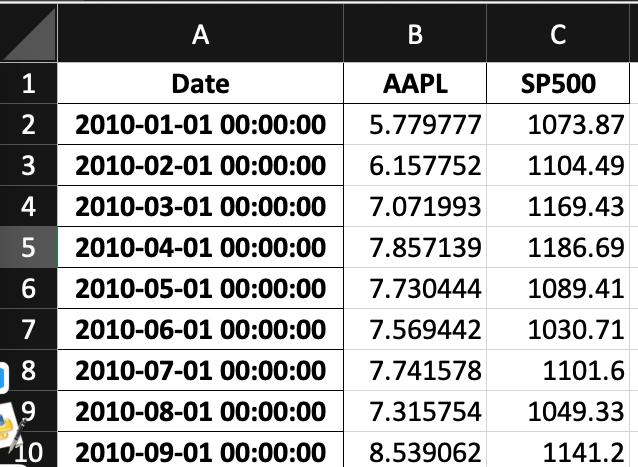 A B C
1 Date AAPL SP500
2 2010-01-01 00:00:00 5.779777 1073.87
3 2010-02-01 00:00:00 6.157752 1104.49
4 2010-03-01 00:00:00 7.071993 1169.43
5 2010-04-01 00:00:00 7.857139 1186.69
6 2010-05-01 00:00:00 7.730444 1089.41
7 2010-06-01 00:00:00 7.569442 1030.71
8 2010-07-01 00:00:00 7.741578 1101.6
9 2010-08-01 00:00:00 7.315754 1049.33
10 2010-09-01 00:00:00 8.539062 1141.2